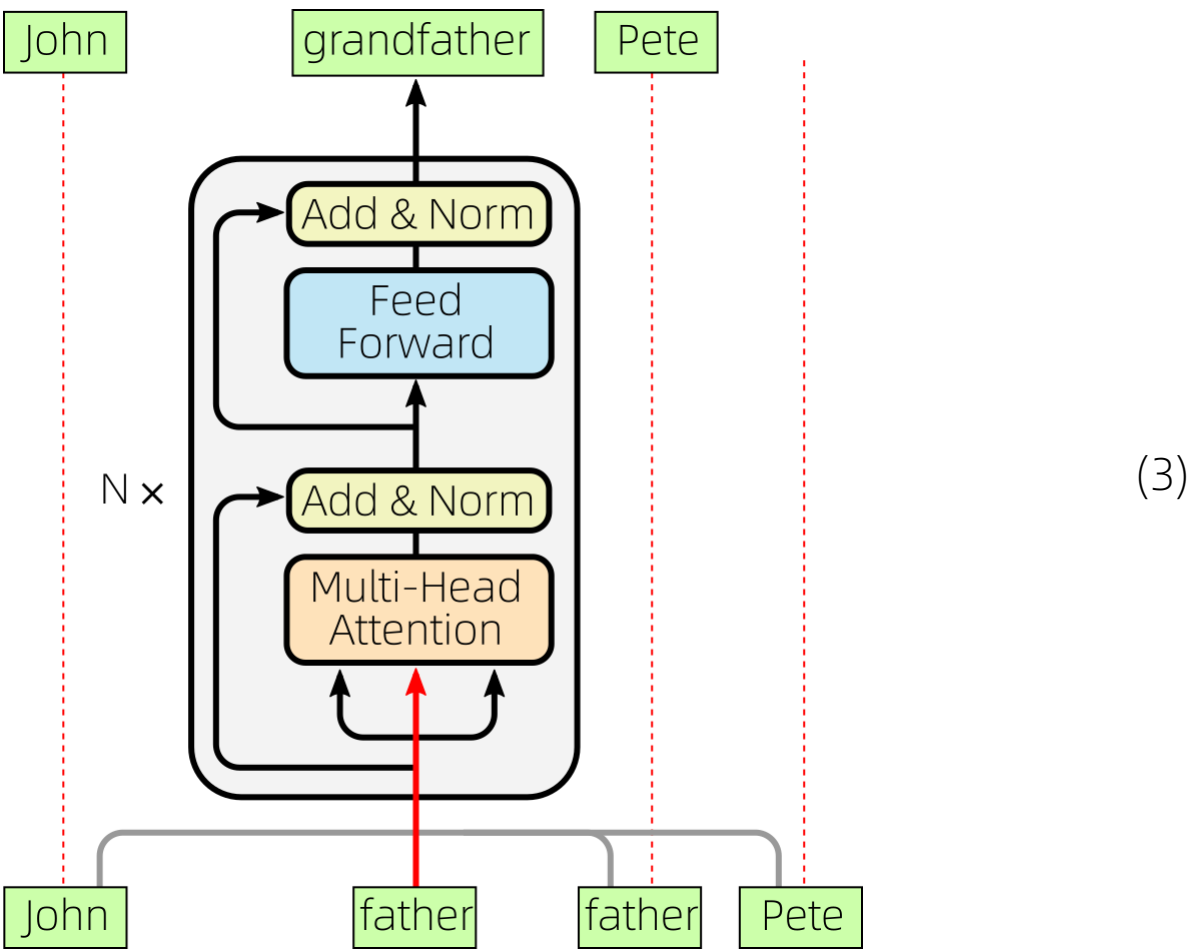 John grandfather Pete
Add & Norm
Feed
Forward
N ×
Add & Norm
(3)
Multi-Head
Attention
John father father Pete